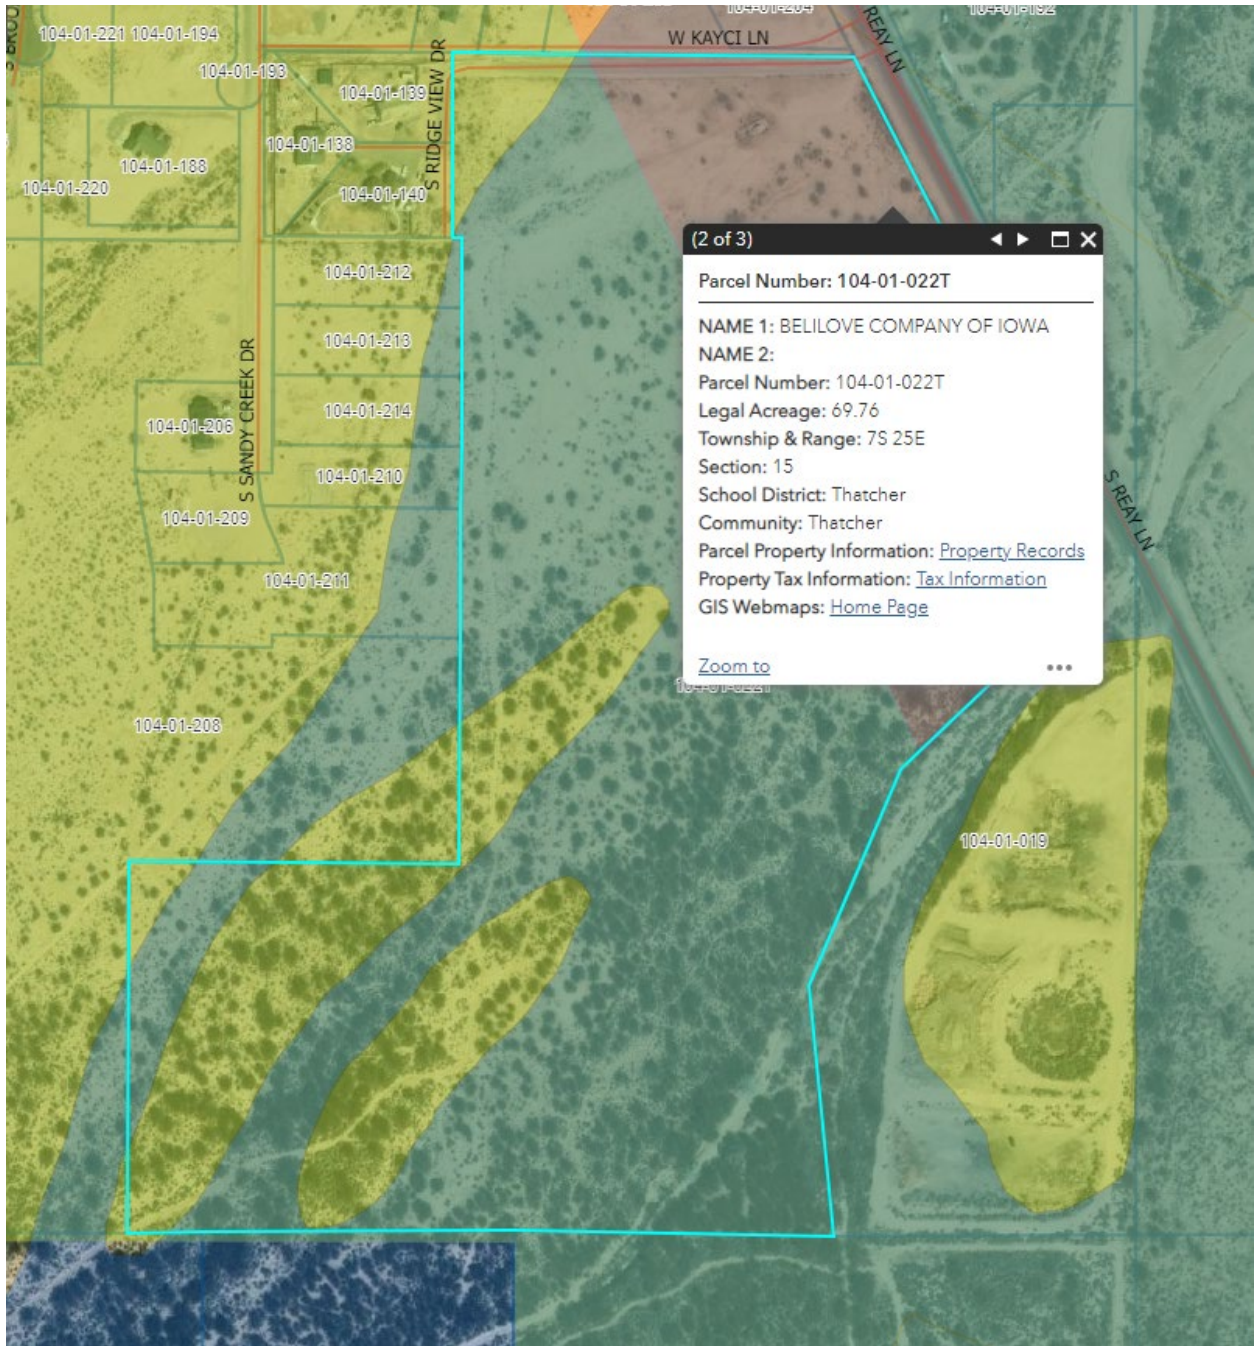 104-01-221 104-01-194
W KAYCI LN
104-01-192
REAY LN
104-01-193
104-01-139
S RIDGE VIEW DR
104-01-138
104-01-188
104-01-220
104-01-140
104-01-212
104-01-213
104-01-214
S SANDY CREEK DR
104-01-206
104-01-210
104-01-209
104-01-211
104-01-208
(2 of 3)
Parcel Number: 104-01-022T
NAME 1: BELILOVE COMPANY OF IOWA
NAME 2:
Parcel Number: 104-01-022T
Legal Acreage: 69.76
Township & Range: 7S 25E
Section: 15
School District: Thatcher
Community: Thatcher
Parcel Property Information: Property Records
Property Tax Information: Tax Information
GIS Webmaps: Home Page
Zoom to
S REAY LN
104-01-019